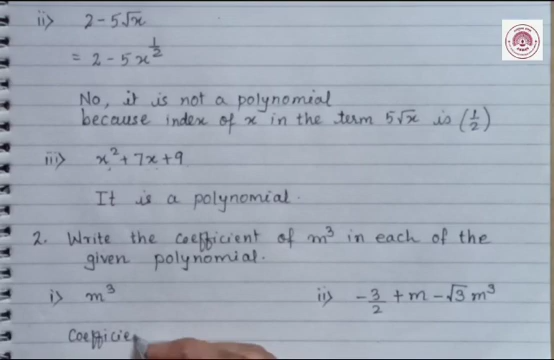 ii) 2 - 5√x
= 2 - 5x^(1/2)
No, it is not a polynomial
because index of x in the term 5√x is (1/2)
iii) x² + 7x + 9
It is a polynomial.
2. Write the coefficient of m³ in each of the
given polynomial.
i) m³ ii) -3/2 + m - √3m³
Coefficie